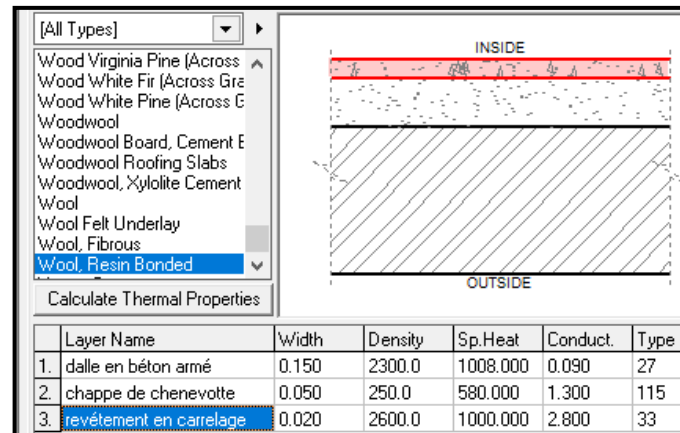 [All Types]
Wood Virginia Pine (Across
Wood White Fir (Across Gra
Wood White Pine (Across G
Woodwool
Woodwool Board, Cement E
Woodwool Roofing Slabs
Woodwool, Xylolite Cement
Wool
Wool Felt Underlay
Wool, Fibrous
Wool, Resin Bonded
Calculate Thermal Properties
INSIDE
OUTSIDE
Layer Name Width Density Sp.Heat Conduct. Type
1. dalle en béton armé 0.150 2300.0 1008.000 0.090 27
2. chappe de chenevotte 0.050 250.0 580.000 1.300 115
3. revétement en carrelage 0.020 2600.0 1000.000 2.800 33